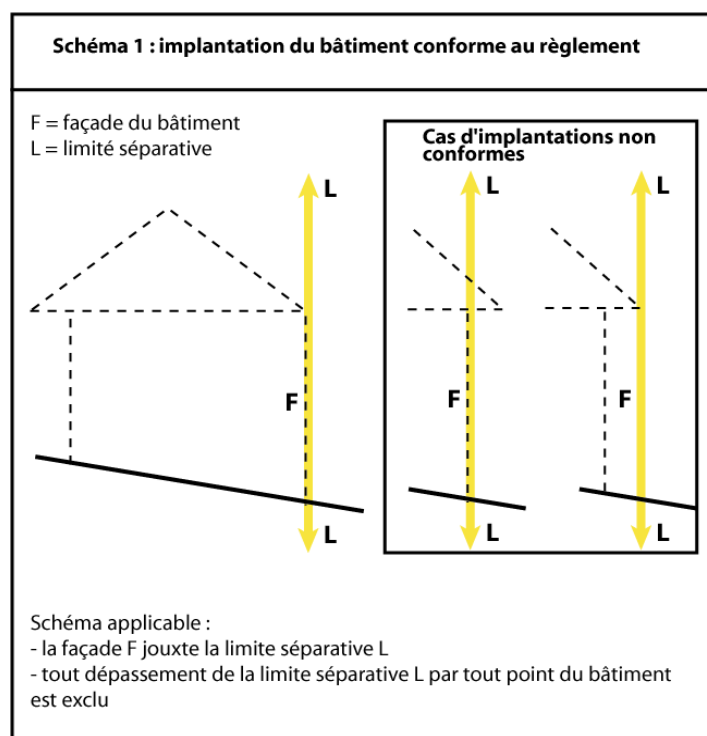 Schéma 1 : implantation du bâtiment conforme au règlement
F = façade du bâtiment
L = limité séparative
Cas d'implantations non
conformes
L
L
L
F
F
F
L
L
L
Schéma applicable :
- la façade F jouxte la limite séparative L
- tout dépassement de la limite séparative L par tout point du bâtiment
est exclu